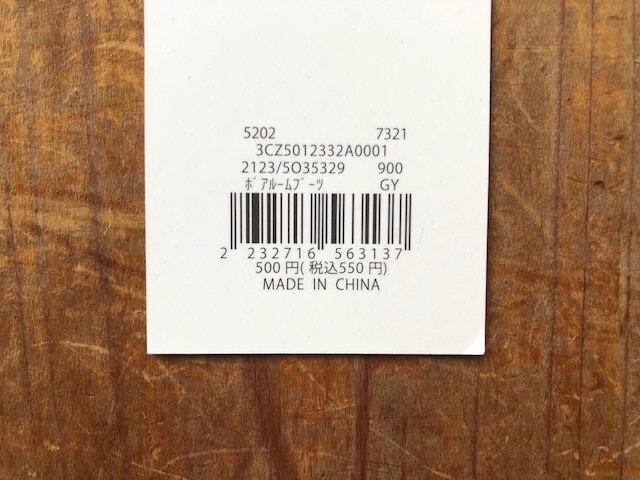 5202 7321
3CZ5012332A0001
2123/5O35329 900
ﾎﾞｱﾙｰﾑﾌﾞｰﾂ GY
2 232716 563137
500円(税込550円)
MADE IN CHINA